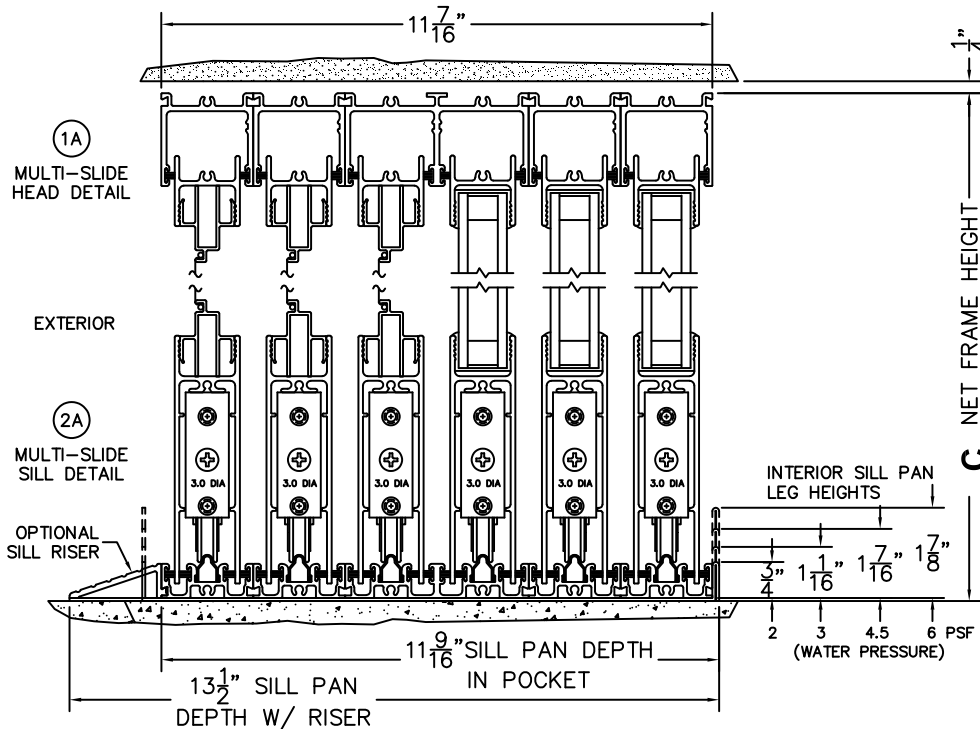 11 7/16"
1A
MULTI-SLIDE
HEAD DETAIL
EXTERIOR
2A
MULTI-SLIDE
SILL DETAIL
OPTIONAL
SILL RISER
3.0 DIA
3.0 DIA
3.0 DIA
3.0 DIA
3.0 DIA
3.0 DIA
NET FRAME HEIGHT
INTERIOR SILL PAN
LEG HEIGHTS
3/4"
1 1/16"
1 7/16"
1 7/8"
2 3 4.5 6 PSF
(WATER PRESSURE)
11 9/16" SILL PAN DEPTH
IN POCKET
13 1/2" SILL PAN
DEPTH W/ RISER